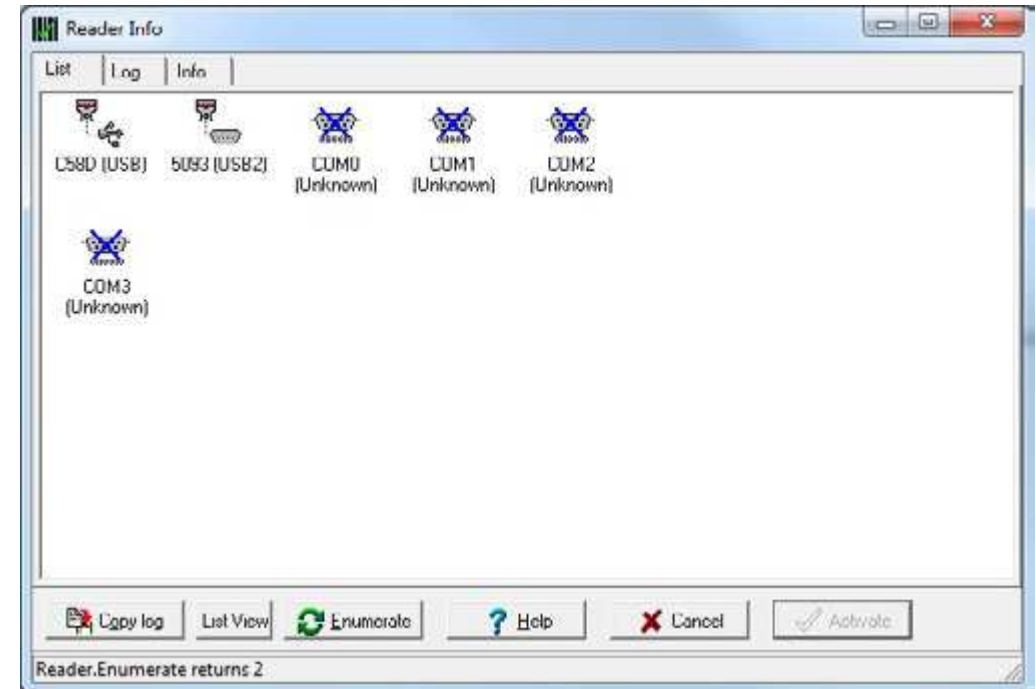 Reader Info
List Log Info
C58D (USB) 5093 (USB2) COM0 COM1 COM2
(Unknown) (Unknown) (Unknown)
COM3
(Unknown)
Copy log List View Enumerate ? Help Cancel Activate
Reader.Enumerate returns 2